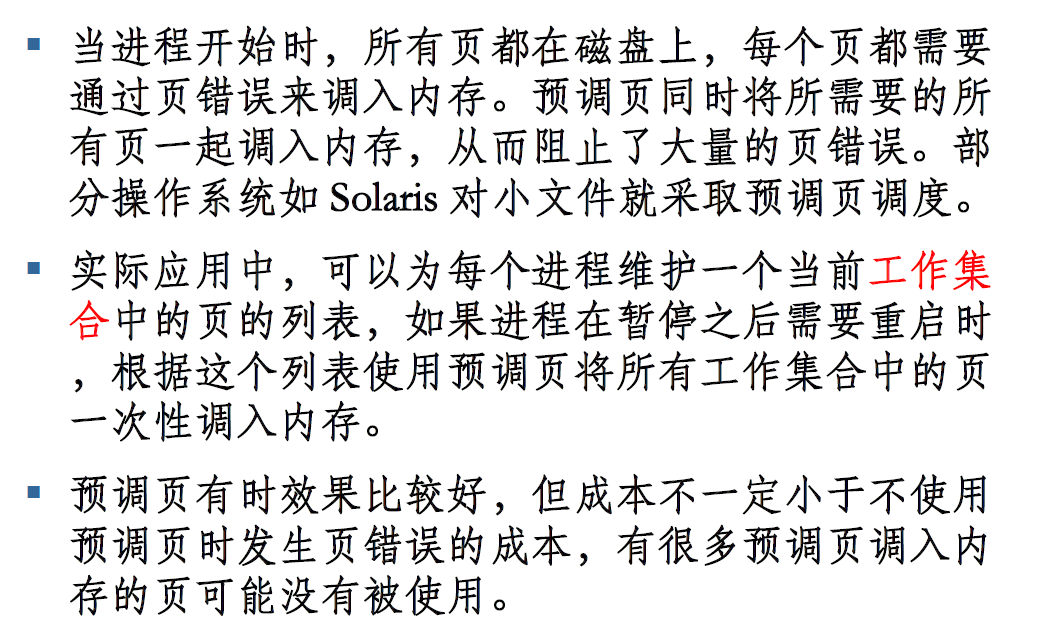 ▪ 当进程开始时，所有页都在磁盘上，每个页都需要
通过页错误来调入内存。预调页同时将所需要的所
有页一起调入内存，从而阻止了大量的页错误。部
分操作系统如 Solaris 对小文件就采取预调页调度。
▪ 实际应用中，可以为每个进程维护一个当前工作集
合中的页的列表，如果进程在暂停之后需要重启时
，根据这个列表使用预调页将所有工作集合中的页
一次性调入内存。
▪ 预调页有时效果比较好，但成本不一定小于不使用
预调页时发生页错误的成本，有很多预调页调入内
存的页可能没有被使用。